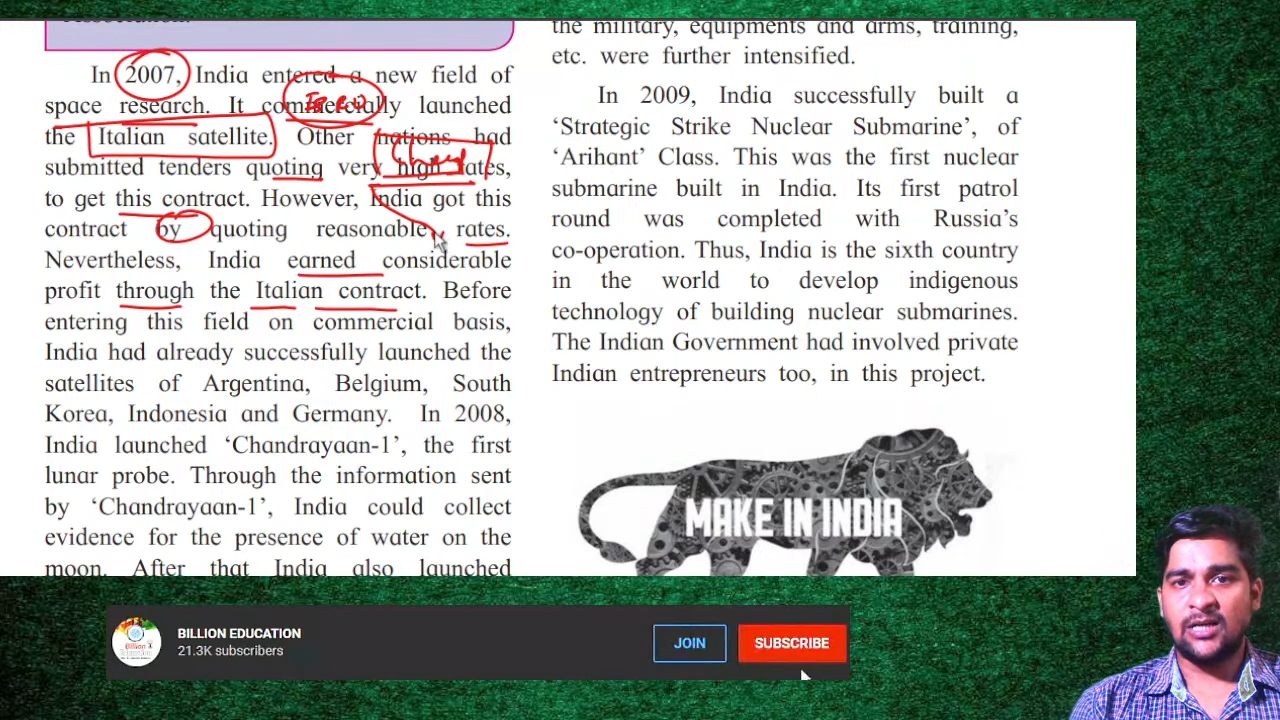 Association.
In 2007, India entered a new field of
space research. It commercially launched
the Italian satellite. Other nations had
submitted tenders quoting very high rates,
to get this contract. However, India got this
contract by quoting reasonable rates.
Nevertheless, India earned considerable
profit through the Italian contract. Before
entering this field on commercial basis,
India had already successfully launched the
satellites of Argentina, Belgium, South
Korea, Indonesia and Germany. In 2008,
India launched ‘Chandrayaan-1’, the first
lunar probe. Through the information sent
by ‘Chandrayaan-1’, India could collect
evidence for the presence of water on the
moon. After that India also launched
the military, equipments and arms, training,
etc. were further intensified.
In 2009, India successfully built a
‘Strategic Strike Nuclear Submarine’, of
‘Arihant’ Class. This was the first nuclear
submarine built in India. Its first patrol
round was completed with Russia’s
co-operation. Thus, India is the sixth country
in the world to develop indigenous
technology of building nuclear submarines.
The Indian Government had involved private
Indian entrepreneurs too, in this project.
MAKE IN INDIA
BILLION EDUCATION
21.3K subscribers
JOIN
SUBSCRIBE